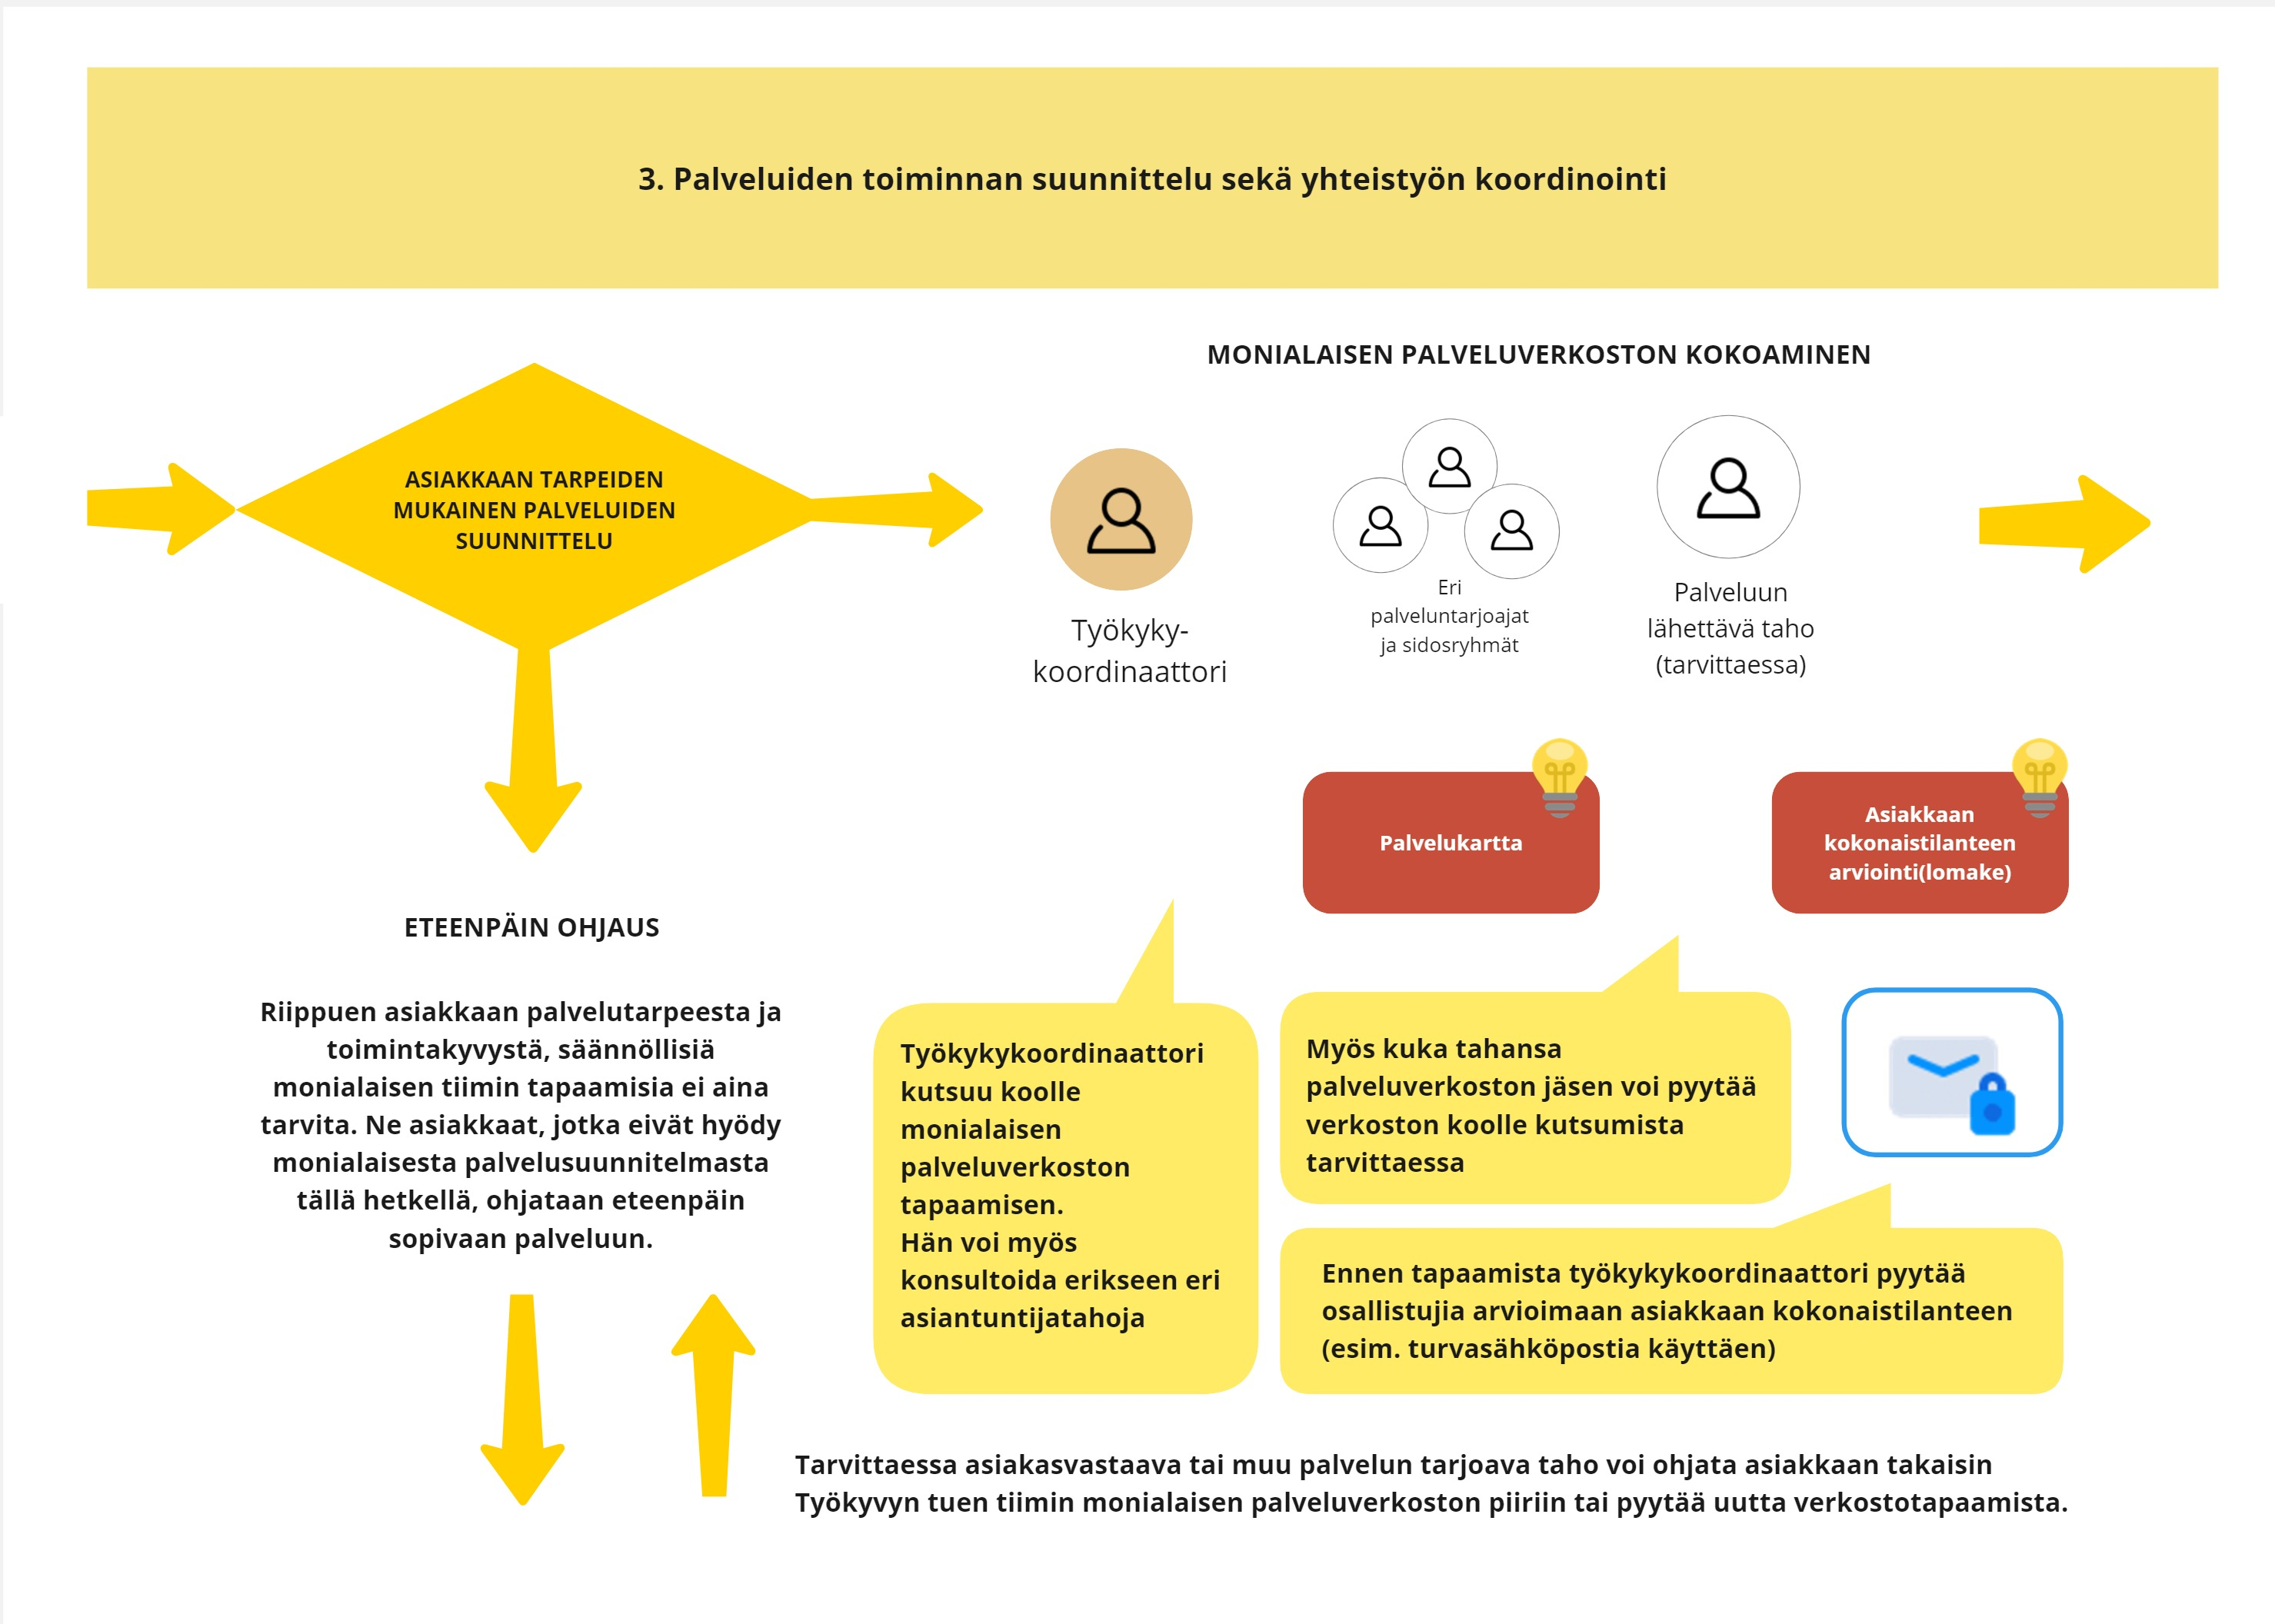 3. Palveluiden toiminnan suunnittelu sekä yhteistyön koordinointi
MONIALAISEN PALVELUVERKOSTON KOKOAMINEN
ASIAKKAAN TARPEIDEN
MUKAINEN PALVELUIDEN
SUUNNITTELU
Työkyky-
koordinaattori
Eri
palveluntarjoajat
ja sidosryhmät
Palveluun
lähettävä taho
(tarvittaessa)
Palvelukartta
Asiakkaan
kokonaistilanteen
arviointi(lomake)
ETEENPÄIN OHJAUS
Riippuen asiakkaan palvelutarpeesta ja
toimintakyvystä, säännöllisiä
monialaisen tiimin tapaamisia ei aina
tarvita. Ne asiakkaat, jotka eivät hyödy
monialaisesta palvelusuunnitelmasta
tällä hetkellä, ohjataan eteenpäin
sopivaan palveluun.
Työkykykoordinaattori
kutsuu koolle
monialaisen
palveluverkoston
tapaamisen.
Hän voi myös
konsultoida erikseen eri
asiantuntijatahoja
Myös kuka tahansa
palveluverkoston jäsen voi pyytää
verkoston koolle kutsumista
tarvittaessa
Ennen tapaamista työkykykoordinaattori pyytää
osallistujia arvioimaan asiakkaan kokonaistilanteen
(esim. turvasähköpostia käyttäen)
Tarvittaessa asiakasvastaava tai muu palvelun tarjoava taho voi ohjata asiakkaan takaisin
Työkyvyn tuen tiimin monialaisen palveluverkoston piiriin tai pyytää uutta verkostotapaamista.